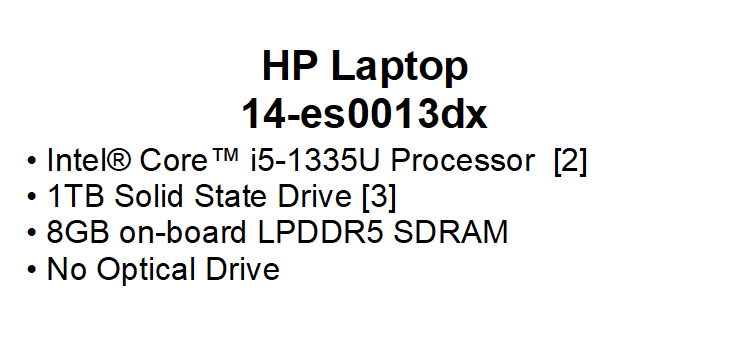 HP Laptop
14-es0013dx
• Intel® Core™ i5-1335U Processor  [2]
• 1TB Solid State Drive [3]
• 8GB on-board LPDDR5 SDRAM
• No Optical Drive